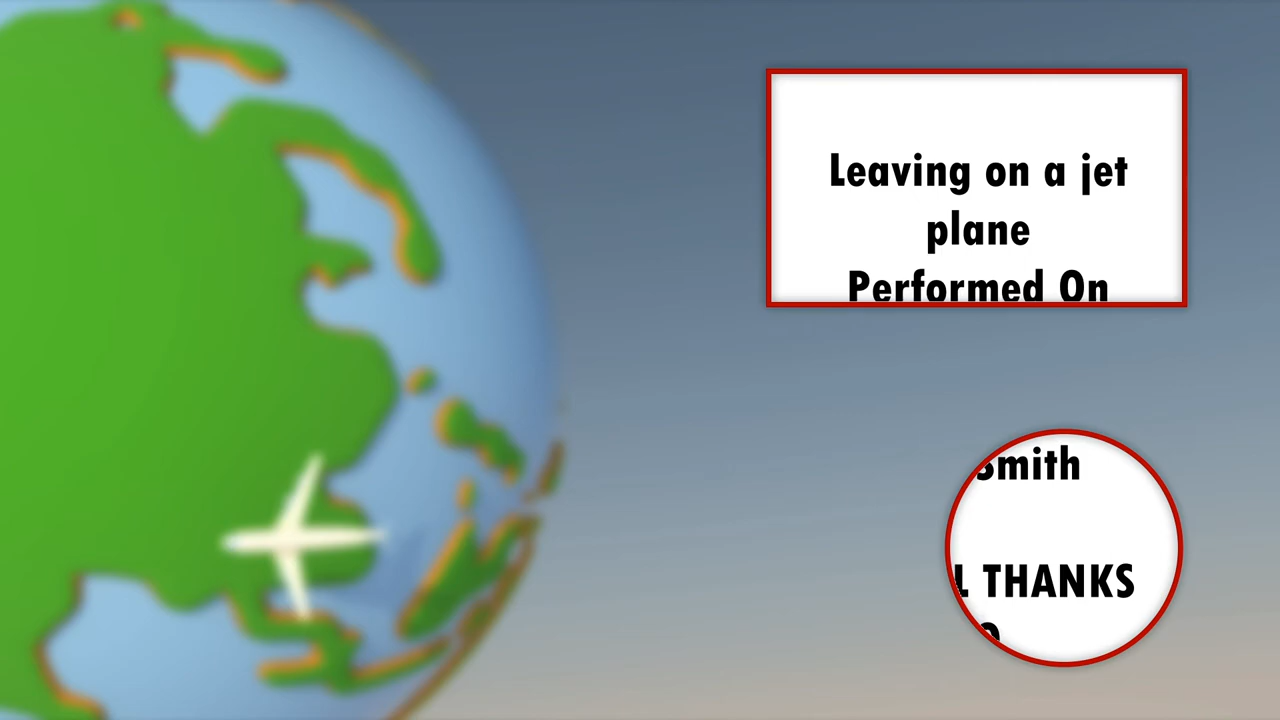 Leaving on a jet
plane
Performed On
Smith
THANKS